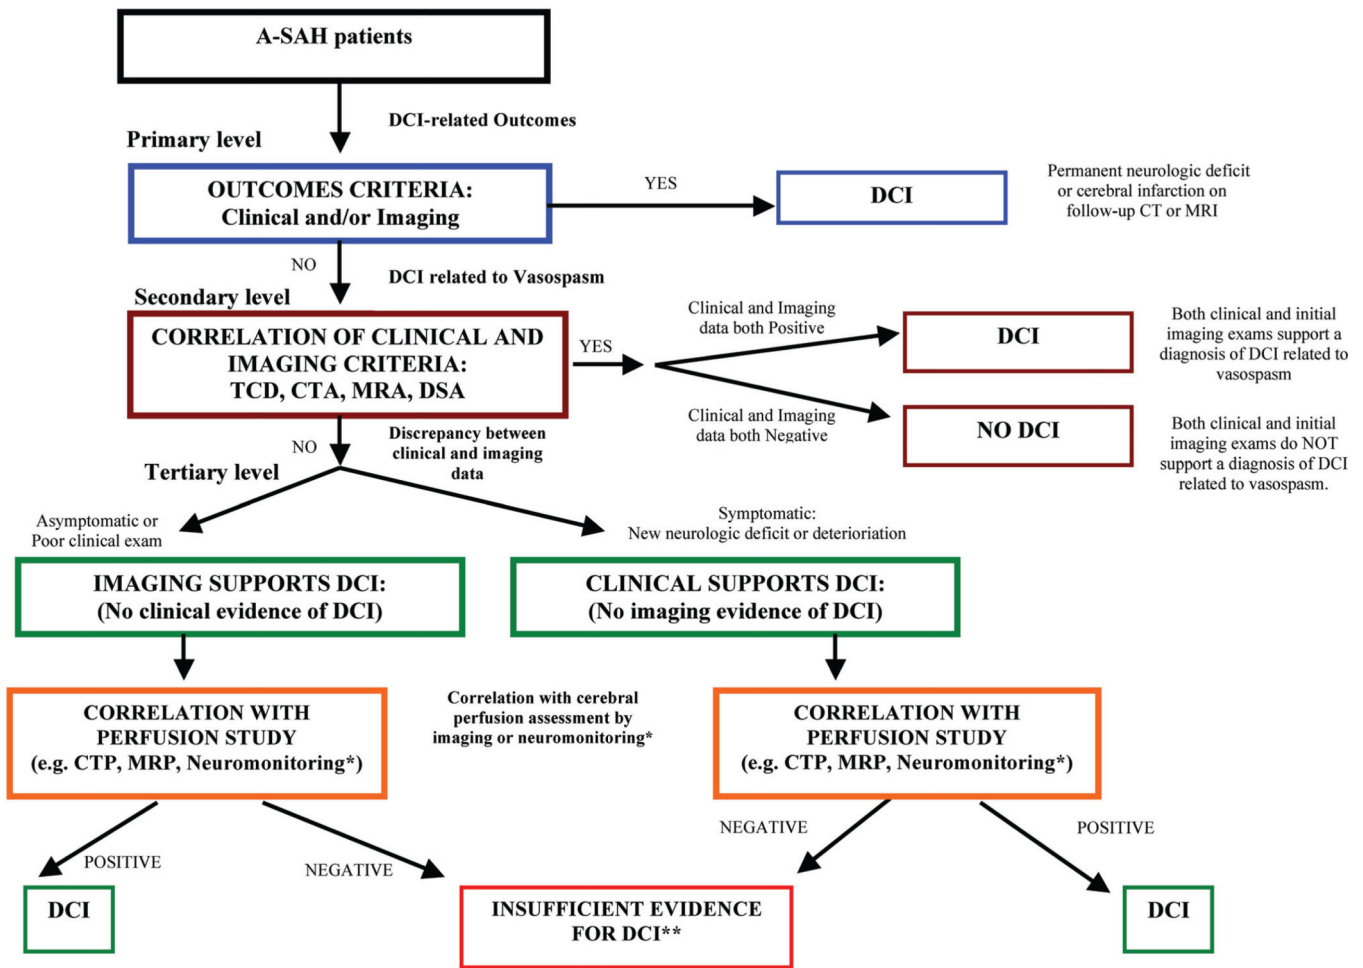 A-SAH patients
DCI-related Outcomes
Primary level
OUTCOMES CRITERIA:
Clinical and/or Imaging
YES
DCI
Permanent neurologic deficit
or cerebral infarction on
follow-up CT or MRI
NO
DCI related to Vasospasm
Secondary level
CORRELATION OF CLINICAL AND
IMAGING CRITERIA:
TCD, CTA, MRA, DSA
YES
Clinical and Imaging
data both Positive
DCI
Both clinical and initial
imaging exams support a
diagnosis of DCI related to
vasospasm
Clinical and Imaging
data both Negative
NO DCI
Both clinical and initial
imaging exams do NOT
support a diagnosis of DCI
related to vasospasm.
NO
Discrepancy between
clinical and imaging
data
Tertiary level
Asymptomatic or
Poor clinical exam
Symptomatic:
New neurologic deficit or deterioriation
IMAGING SUPPORTS DCI:
(No clinical evidence of DCI)
CLINICAL SUPPORTS DCI:
(No imaging evidence of DCI)
CORRELATION WITH
PERFUSION STUDY
(e.g. CTP, MRP, Neuromonitoring*)
Correlation with cerebral
perfusion assessment by
imaging or neuromonitoring*
CORRELATION WITH
PERFUSION STUDY
(e.g. CTP, MRP, Neuromonitoring*)
POSITIVE
NEGATIVE
NEGATIVE
POSITIVE
DCI
INSUFFICIENT EVIDENCE
FOR DCI**
DCI